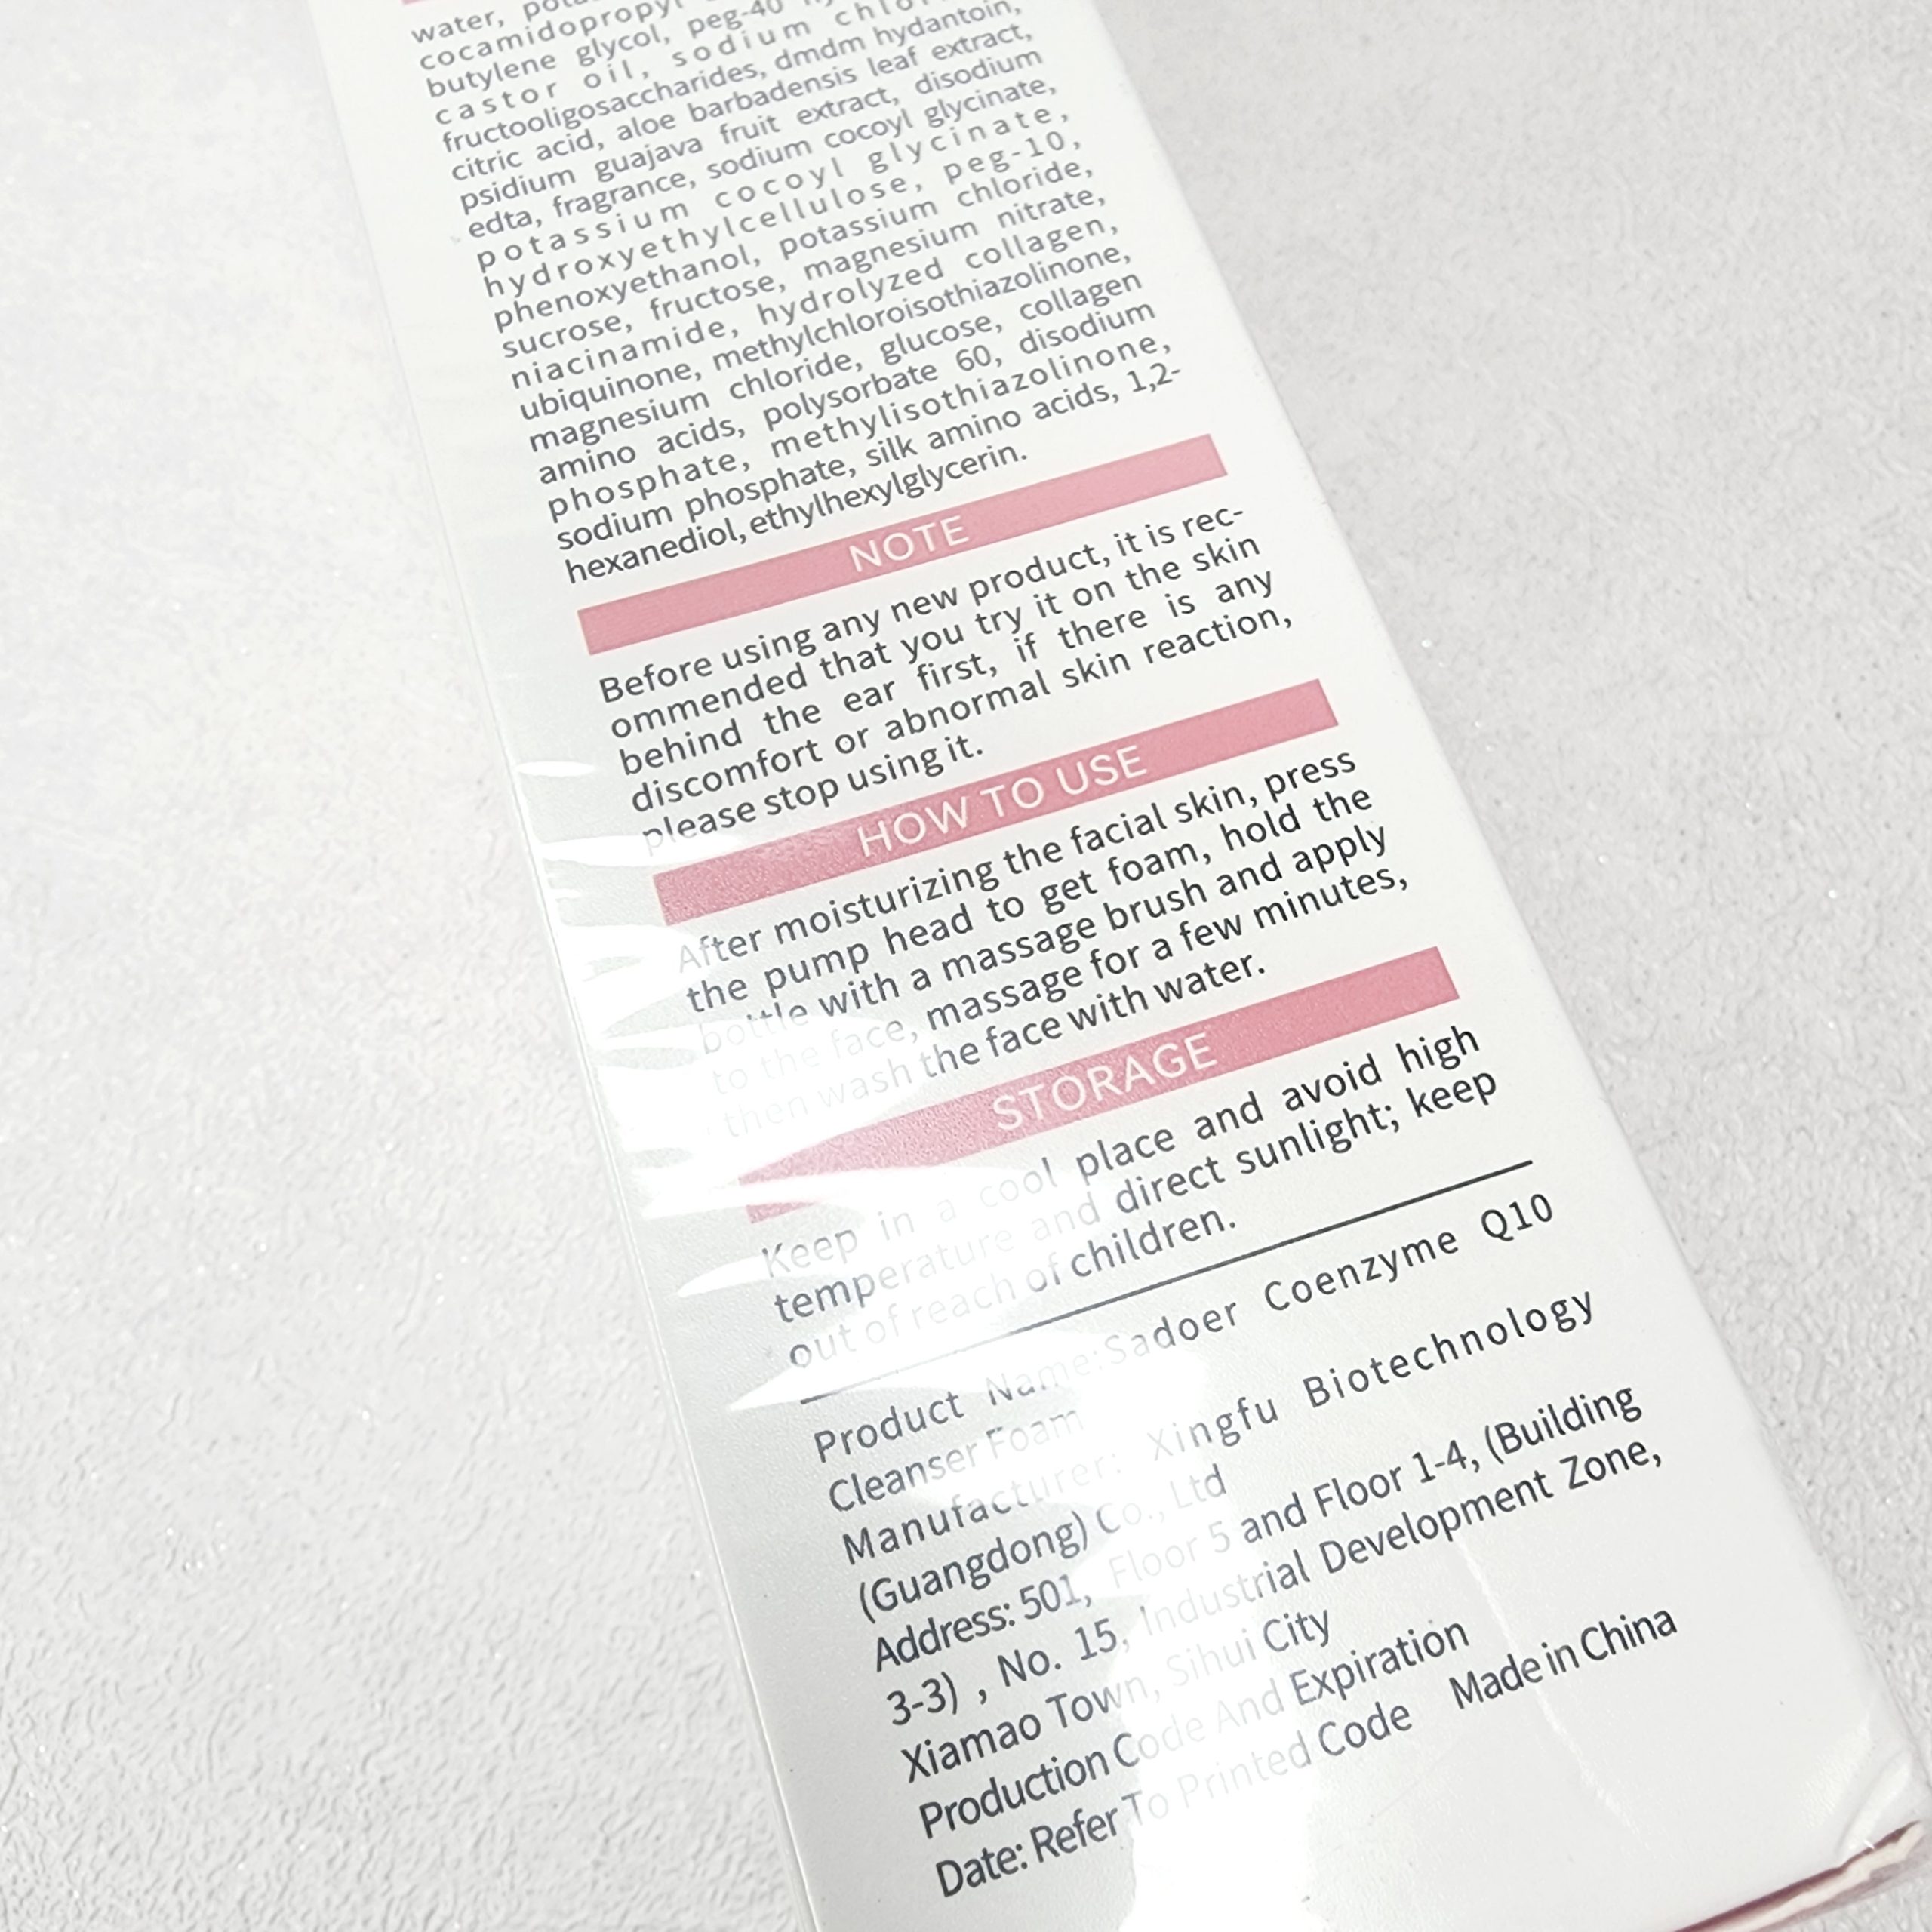 water,
cocamidopropyl
butylene glycol, peg-40
castor oil, sodium
fructooligosaccharides, dmdm hydantoin,
citric acid, aloe barbadensis leaf extract,
psidium guajava fruit extract, disodium
edta, fragrance, sodium cocoyl glycinate,
potassium cocoyl glycinate,
hydroxyethylcellulose, peg-10,
phenoxyethanol, potassium chloride,
sucrose, fructose, magnesium nitrate,
niacinamide, hydrolyzed collagen,
ubiquinone, methylchloroisothiazolinone,
magnesium chloride, glucose, collagen
amino acids, polysorbate 60, disodium
phosphate, methylisothiazolinone,
sodium phosphate, silk amino acids, 1,2-
hexanediol, ethylhexylglycerin.
NOTE
Before using any new product, it is rec-
ommended that you try it on the skin
behind the ear first, if there is any
discomfort or abnormal skin reaction,
please stop using it.
HOW TO USE
After moisturizing the facial skin, press
the pump head to get foam, hold the
bottle with a massage brush and apply
to the face, massage for a few minutes,
then wash the face with water.
STORAGE
Keep in a cool place and avoid high
temperature and direct sunlight; keep
out of reach of children.
Product Name:Sadoer Coenzyme Q10
Cleanser Foam
Manufacturer: Xingfu Biotechnology
(Guangdong) Co., Ltd
Address: 501, Floor 5 and Floor 1-4, (Building
3-3) , No. 15, Industrial Development Zone,
Xiamao Town, Sihui City
Production Code And Expiration
Date: Refer To Printed Code Made in China